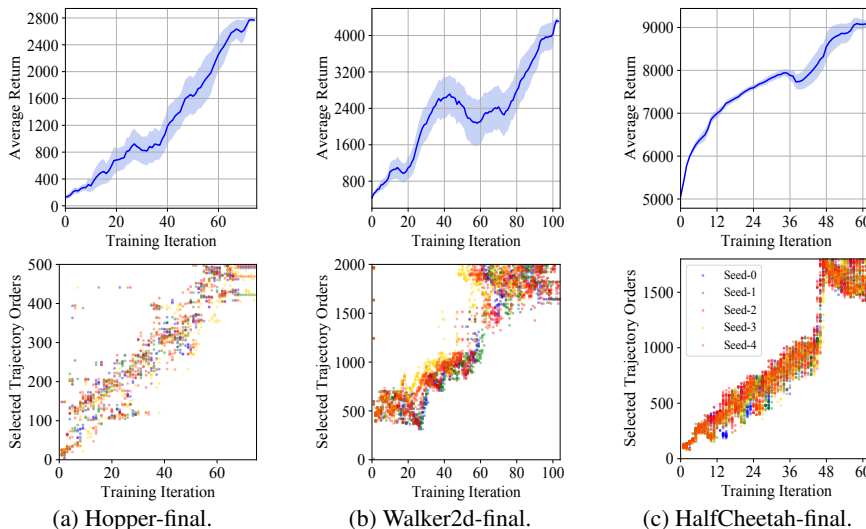 2800
2400
2000
1600
1200
800
400
0
Average Return
0 20 40 60
Training Iteration
4000
3200
2400
1600
800
Average Return
0 20 40 60 80 100
Training Iteration
9000
8000
7000
6000
5000
Average Return
0 12 24 36 48 60
Training Iteration
500
400
300
200
100
0
Selected Trajectory Orders
0 20 40 60
Training Iteration
2000
1500
1000
500
0
Selected Trajectory Orders
0 20 40 60 80 100
Training Iteration
1500
1000
500
0
Selected Trajectory Orders
Seed-0
Seed-1
Seed-2
Seed-3
Seed-4
0 12 24 36 48 60
Training Iteration
(a) Hopper-final.
(b) Walker2d-final.
(c) HalfCheetah-final.